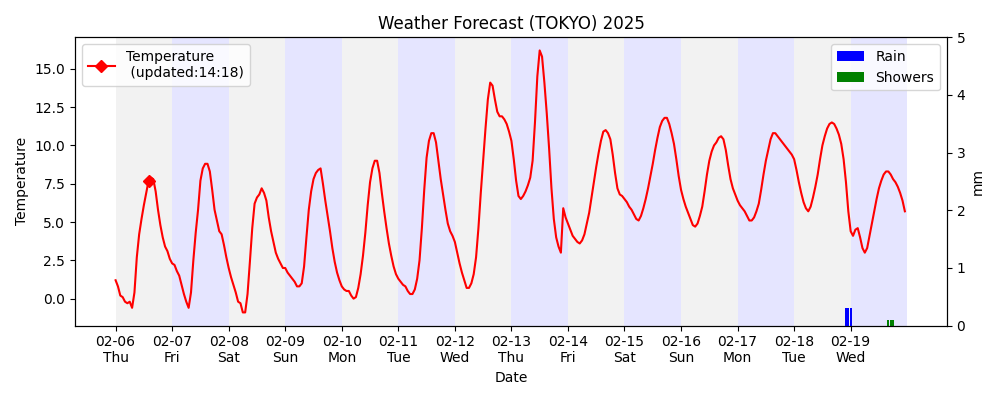 Weather Forecast (TOKYO) 2025
Temperature
(updated:14:18)
Rain
Showers
Temperature
15.0
12.5
10.0
7.5
5.0
2.5
0.0
5
4
3
2
1
0
mm
02-06 02-07 02-08 02-09 02-10 02-11 02-12 02-13 02-14 02-15 02-16 02-17 02-18 02-19
Thu Fri Sat Sun Mon Tue Wed Thu Fri Sat Sun Mon Tue Wed
Date